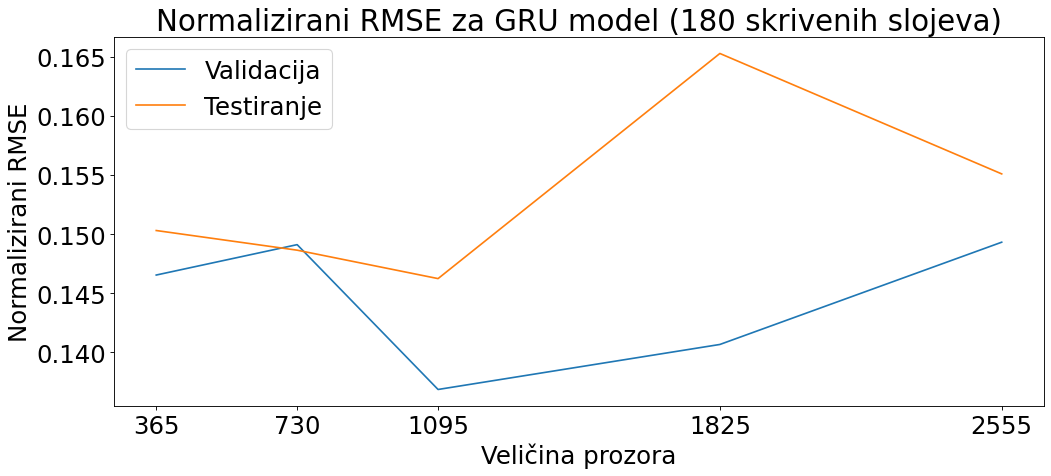 Normalizirani RMSE za GRU model (180 skrivenih slojeva)
Validacija
Testiranje
Normalizirani RMSE
0.165
0.160
0.155
0.150
0.145
0.140
365 730 1095 1825 2555
Veličina prozora